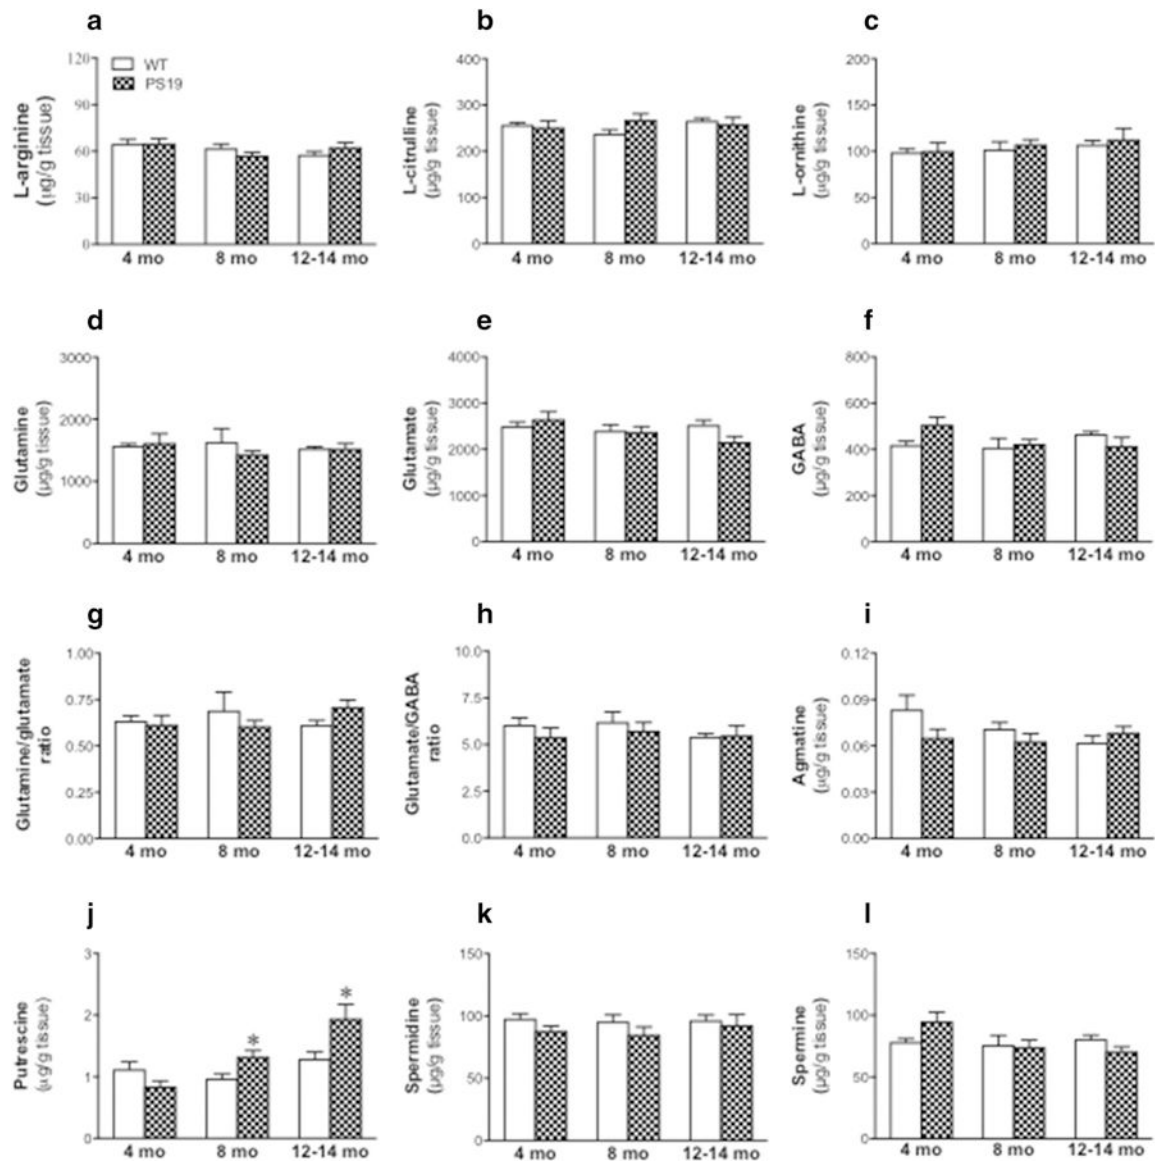 a
L-arginine
(µg/g tissue)
120
90
60
30
0
WT
PS19
4 mo 8 mo 12-14 mo
b
L-citrulline
(µg/g tissue)
400
300
200
100
0
4 mo 8 mo 12-14 mo
c
L-ornithine
(µg/g tissue)
200
150
100
50
0
4 mo 8 mo 12-14 mo
d
Glutamine
(µg/g tissue)
3000
2000
1000
0
4 mo 8 mo 12-14 mo
e
Glutamate
(µg/g tissue)
4000
3000
2000
1000
0
4 mo 8 mo 12-14 mo
f
GABA
(µg/g tissue)
800
600
400
200
0
4 mo 8 mo 12-14 mo
g
Glutamine/glutamate
ratio
1.00
0.75
0.50
0.25
0.00
4 mo 8 mo 12-14 mo
h
Glutamate/GABA
ratio
10.0
7.5
5.0
2.5
0.0
4 mo 8 mo 12-14 mo
i
Agmatine
(µg/g tissue)
0.12
0.09
0.06
0.03
0.00
4 mo 8 mo 12-14 mo
j
Putrescine
(µg/g tissue)
3
2
1
0
*
*
4 mo 8 mo 12-14 mo
k
Spermidine
(µg/g tissue)
150
100
50
0
4 mo 8 mo 12-14 mo
l
Spermine
(µg/g tissue)
150
100
50
0
4 mo 8 mo 12-14 mo